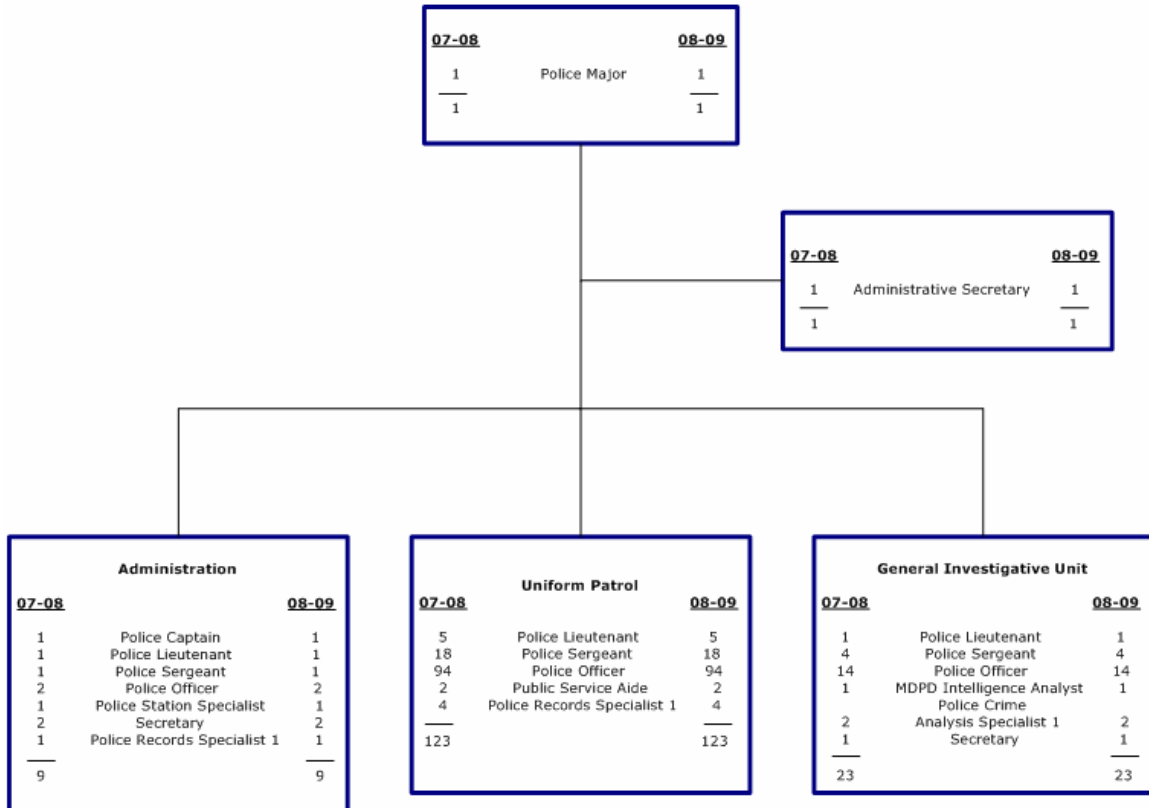 07-08 08-09
1 Police Major 1
1 1
07-08 08-09
1 Administrative Secretary 1
1 1
Administration
07-08 08-09
1 Police Captain 1
1 Police Lieutenant 1
1 Police Sergeant 1
2 Police Officer 2
1 Police Station Specialist 1
2 Secretary 2
1 Police Records Specialist 1 1
9 9
Uniform Patrol
07-08 08-09
5 Police Lieutenant 5
18 Police Sergeant 18
94 Police Officer 94
2 Public Service Aide 2
4 Police Records Specialist 1 4
123 123
General Investigative Unit
07-08 08-09
1 Police Lieutenant 1
4 Police Sergeant 4
14 Police Officer 14
1 MDPD Intelligence Analyst 1
Police Crime
2 Analysis Specialist 1 2
1 Secretary 1
23 23